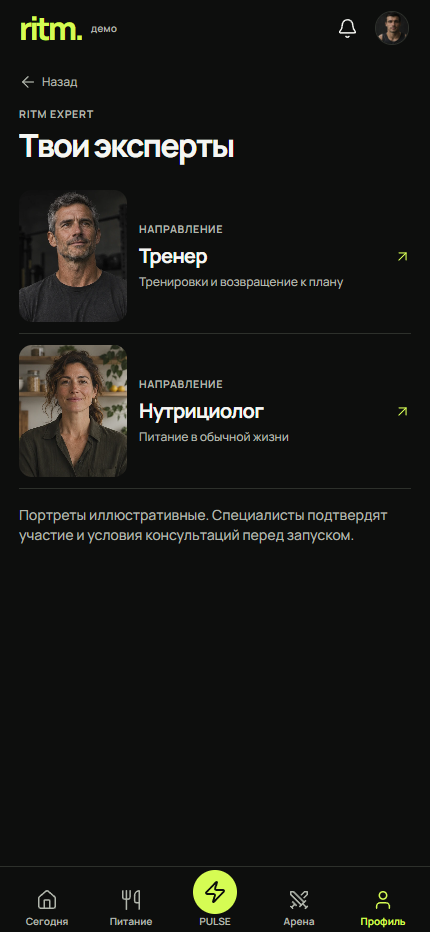 ritm. демо
Назад
RITM EXPERT
Твои эксперты
НАПРАВЛЕНИЕ
Тренер
Тренировки и возвращение к плану
НАПРАВЛЕНИЕ
Нутрициолог
Питание в обычной жизни
Портреты иллюстративные. Специалисты подтвердят
участие и условия консультаций перед запуском.
Сегодня Питание PULSE Арена Профиль